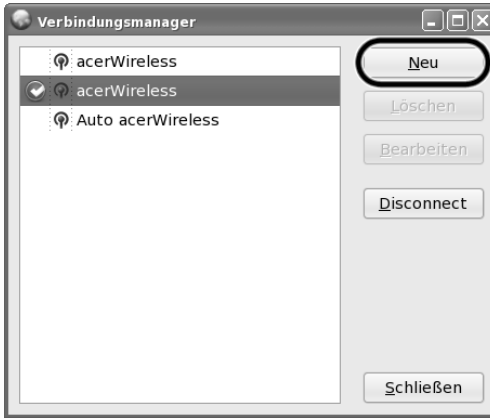 Verbindungsmanager
acerWireless
acerWireless
Auto acerWireless
Neu
Löschen
Bearbeiten
Disconnect
Schließen